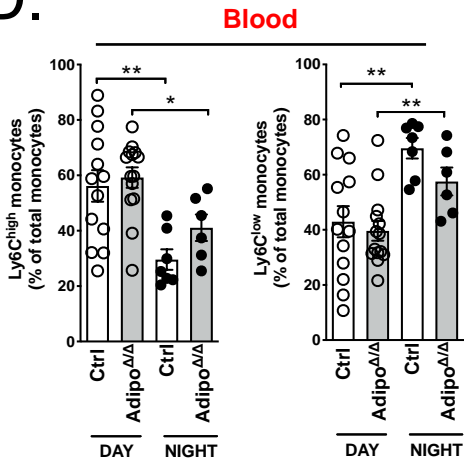 D.
Blood
Ly6Chigh monocytes
(% of total monocytes)
100
80
60
40
20
0
**
*
Ctrl
AdipoΔ/Δ
Ctrl
AdipoΔ/Δ
DAY
NIGHT
Ly6Clow monocytes
(% of total monocytes)
100
80
60
40
20
0
**
**
Ctrl
AdipoΔ/Δ
Ctrl
AdipoΔ/Δ
DAY
NIGHT